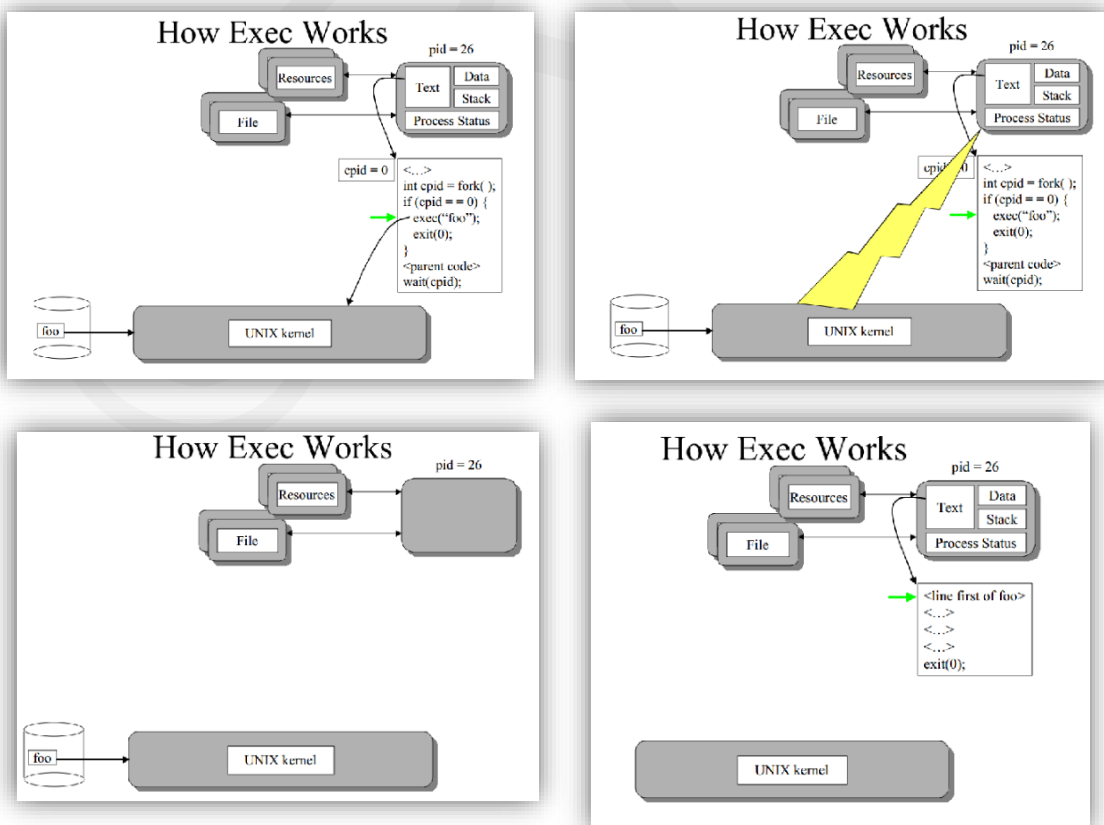 How Exec Works
pid = 26
Resources
Text
Data
Stack
File
Process Status
cpid = 0
<...>
int cpid = fork( );
if (cpid = = 0) {
exec(“foo”);
exit(0);
}
<parent code>
wait(cpid);
foo
UNIX kernel
How Exec Works
pid = 26
Resources
Text
Data
Stack
File
Process Status
<...>
int cpid = fork( );
if (cpid = = 0) {
exec(“foo”);
exit(0);
}
<parent code>
wait(cpid);
foo
UNIX kernel
How Exec Works
pid = 26
Resources
File
foo
UNIX kernel
How Exec Works
pid = 26
Resources
Text
Data
Stack
File
Process Status
<line first of foo>
<...>
<...>
<...>
exit(0);
UNIX kernel